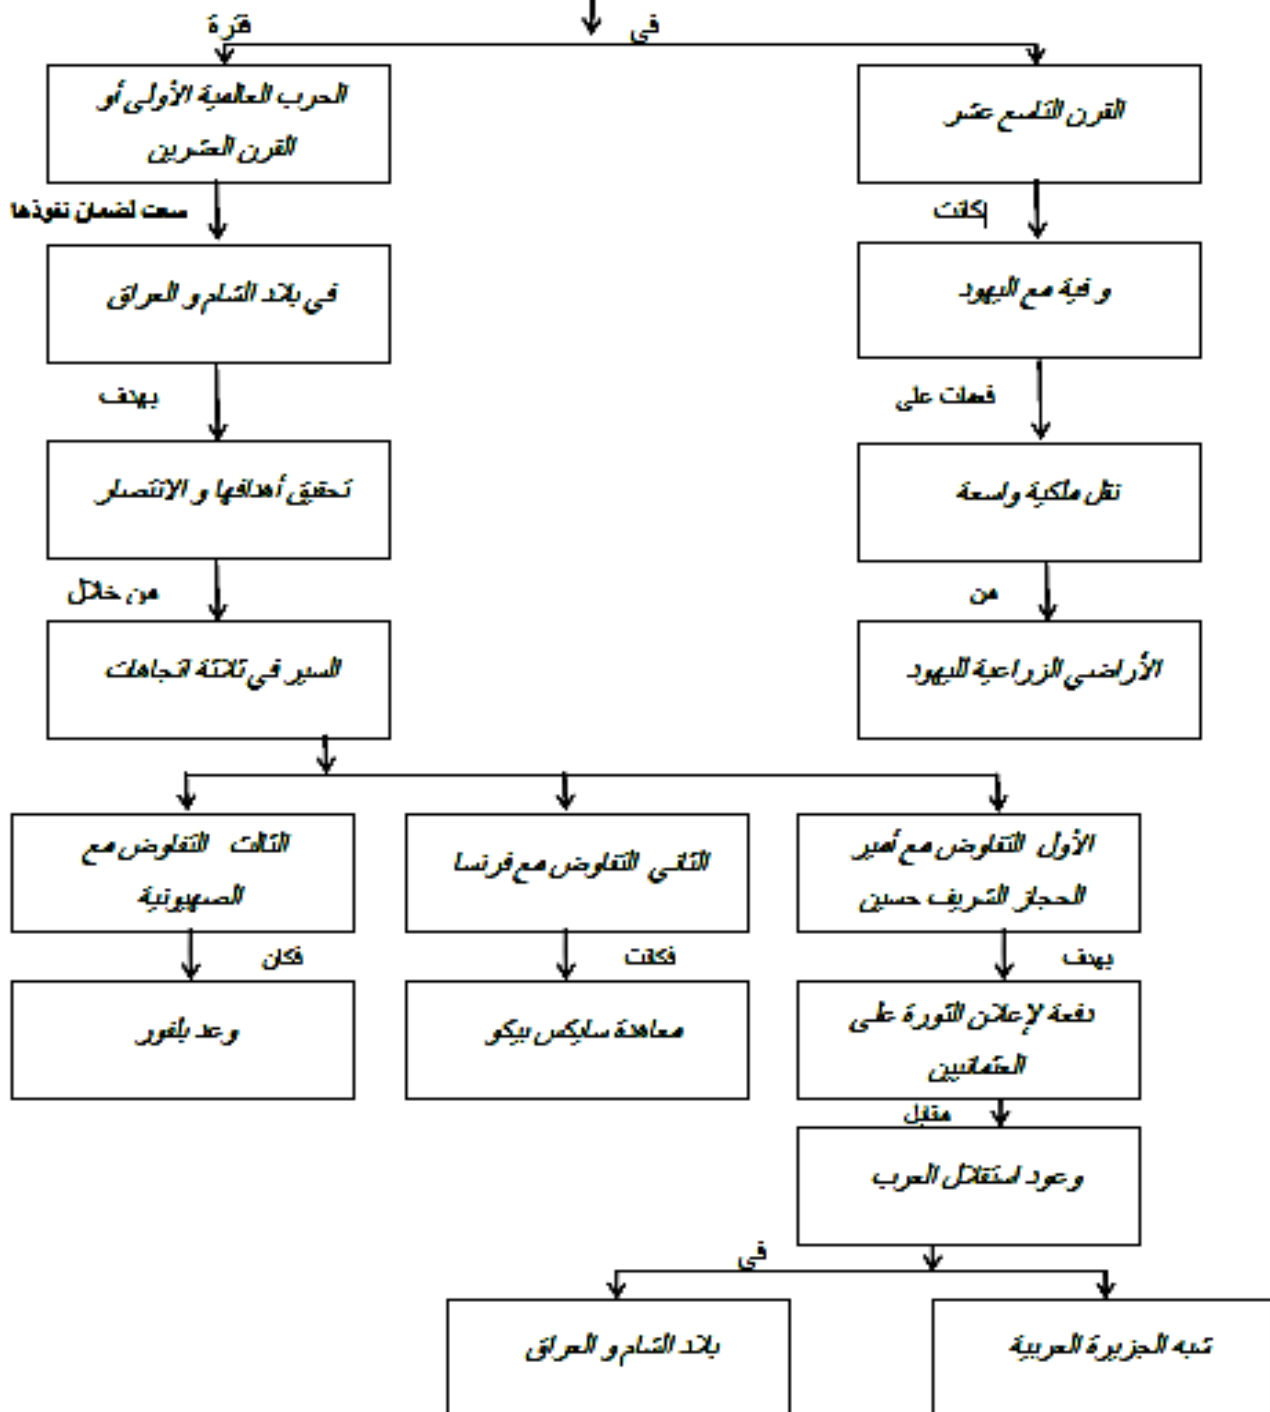 في
فترة
القرن التاسع عشر
الحرب العالمية الأولى أو
القرن العشرين
كانت
سعت لضمان نفوذها
وفية مع اليهود
في بلاد الشام و العراق
فعملت على
بهدف
نقل ملكية واسعة
تحقيق أهدافها و الانتصار
من
من خلال
الأراضي الزراعية لليهود
السير في ثلاثة اتجاهات
الأول التفاوض مع أمير
الحجاز الشريف حسين
الثاني التفاوض مع فرنسا
الثالث التفاوض مع
الصهيونية
بهدف
فكانت
فكان
دفعة لإعلان الثورة على
العثمانيين
معاهدة سايكس بيكو
وعد بلفور
مقابل
وعود استقلال العرب
في
شبه الجزيرة العربية
بلاد الشام و العراق